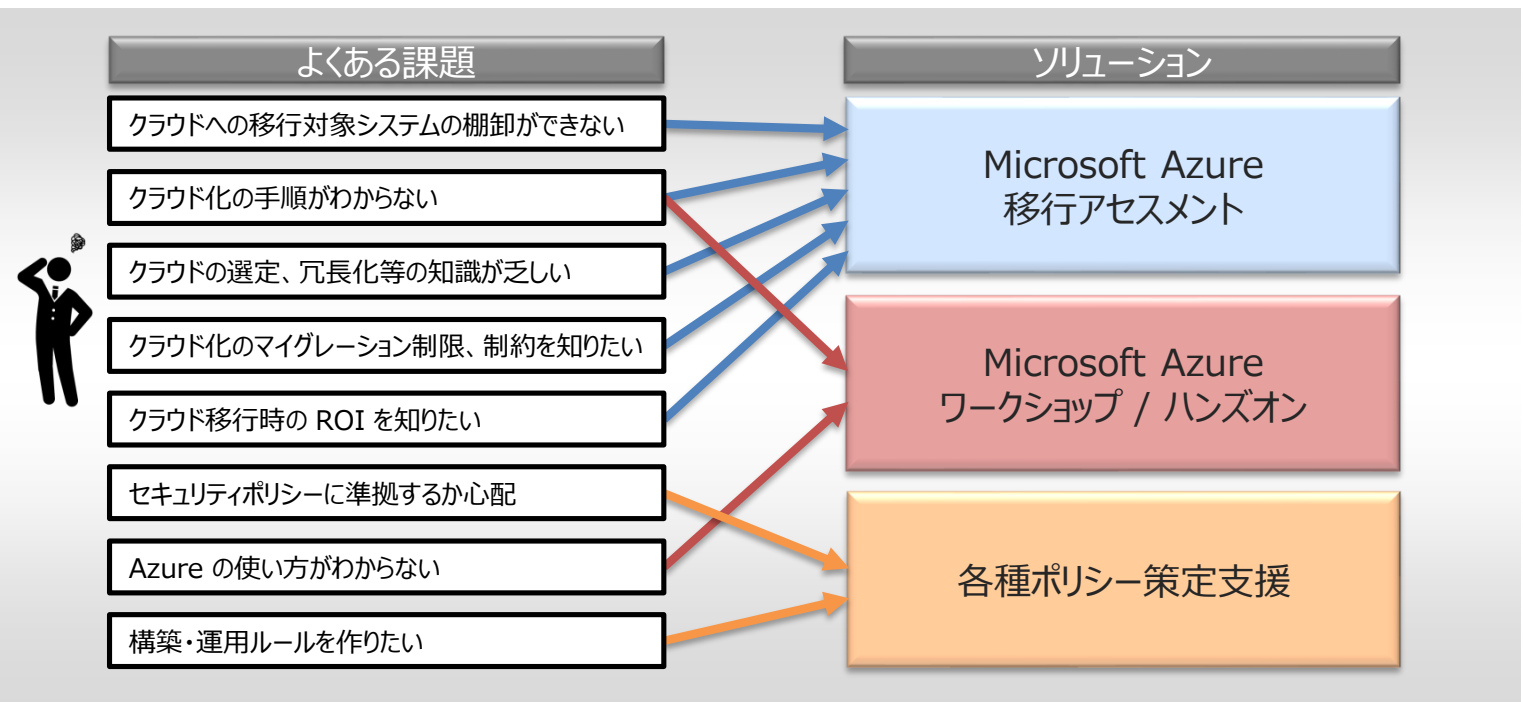 よくある課題
クラウドへの移行対象システムの棚卸ができない
クラウド化の手順がわからない
クラウドの選定、冗長化等の知識が乏しい
クラウド化のマイグレーション制限、制約を知りたい
クラウド移行時の ROI を知りたい
セキュリティポリシーに準拠するか心配
Azure の使い方がわからない
構築・運用ルールを作りたい
ソリューション
Microsoft Azure
移行アセスメント
Microsoft Azure
ワークショップ / ハンズオン
各種ポリシー策定支援